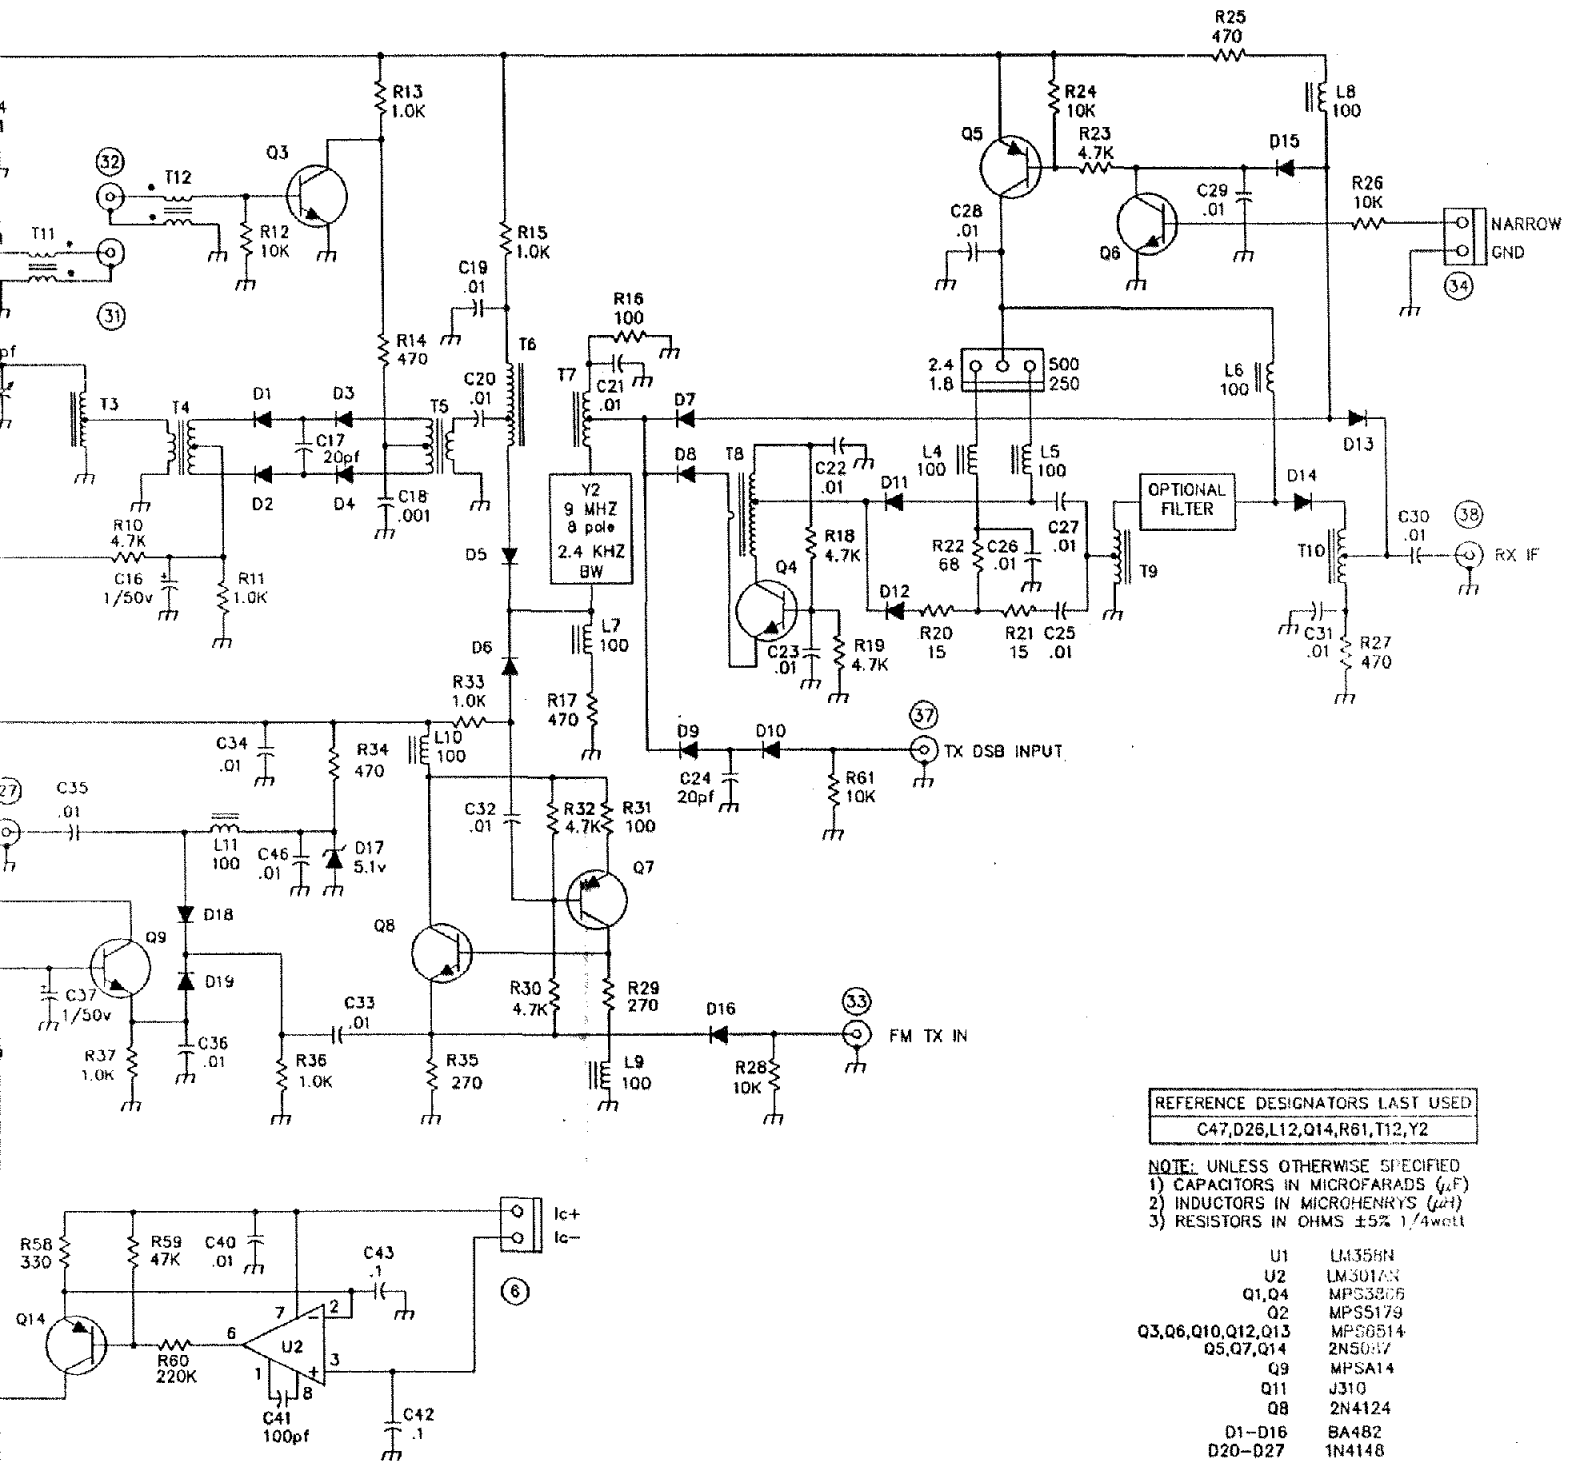 R25
470
4
R13
1.0K
R24
10K
L8
100
Q3
Q5
R23
4.7K
D15
32
T12
R26
10K
C29
.01
T11
R12
10K
R15
1.0K
C28
.01
Q6
NARROW
GND
34
C19
.01
31
R16
100
pf
R14
470
T6
2.4
1.8
500
250
L6
100
C20
.01
T7
C21
.01
T3
T4
D1
D3
T5
D7
D13
C17
20pf
D8
T8
L4
100
L5
100
C22
.01
D11
D14
D2
D4
C18
.001
Y2
9 MHZ
8 pole
2.4 KHZ
BW
OPTIONAL
FILTER
C27
.01
C30
.01
38
RX IF
R10
4.7K
R18
4.7K
R22
68
C26
.01
T10
D5
T9
C16
1/50v
R11
1.0K
Q4
D12
L7
100
D6
C23
.01
R19
4.7K
R20
15
R21
15
C25
.01
C31
.01
R27
470
R33
1.0K
R17
470
37
C34
.01
R34
470
L10
100
D9
D10
TX DSB INPUT
C24
20pf
R61
10K
27
C35
.01
C32
.01
R32
4.7K
R31
100
L11
100
C46
.01
D17
5.1v
Q7
D18
Q8
Q9
D19
C37
1/50v
R30
4.7K
R29
270
C33
.01
D16
33
FM TX IN
C36
.01
R37
1.0K
R36
1.0K
R35
270
L9
100
R28
10K
REFERENCE DESIGNATORS LAST USED
C47,D26,L12,Q14,R61,T12,Y2
NOTE: UNLESS OTHERWISE SPECIFIED
1) CAPACITORS IN MICROFARADS (µF)
2) INDUCTORS IN MICROHENRYS (µH)
3) RESISTORS IN OHMS ±5% 1/4watt
Ic+
Ic-
R58
330
R59
47K
C40
.01
C43
.1
6
Q14
7
2
6
U2
3
R60
220K
1
8
C41
100pf
C42
.1
U1 LM358N
U2 LM301AN
Q1,Q4 MPS3866
Q2 MPS5179
Q3,Q6,Q10,Q12,Q13 MPS6514
Q5,Q7,Q14 2N5087
Q9 MPSA14
Q11 J310
Q8 2N4124
D1-D16 BA482
D20-D27 1N4148